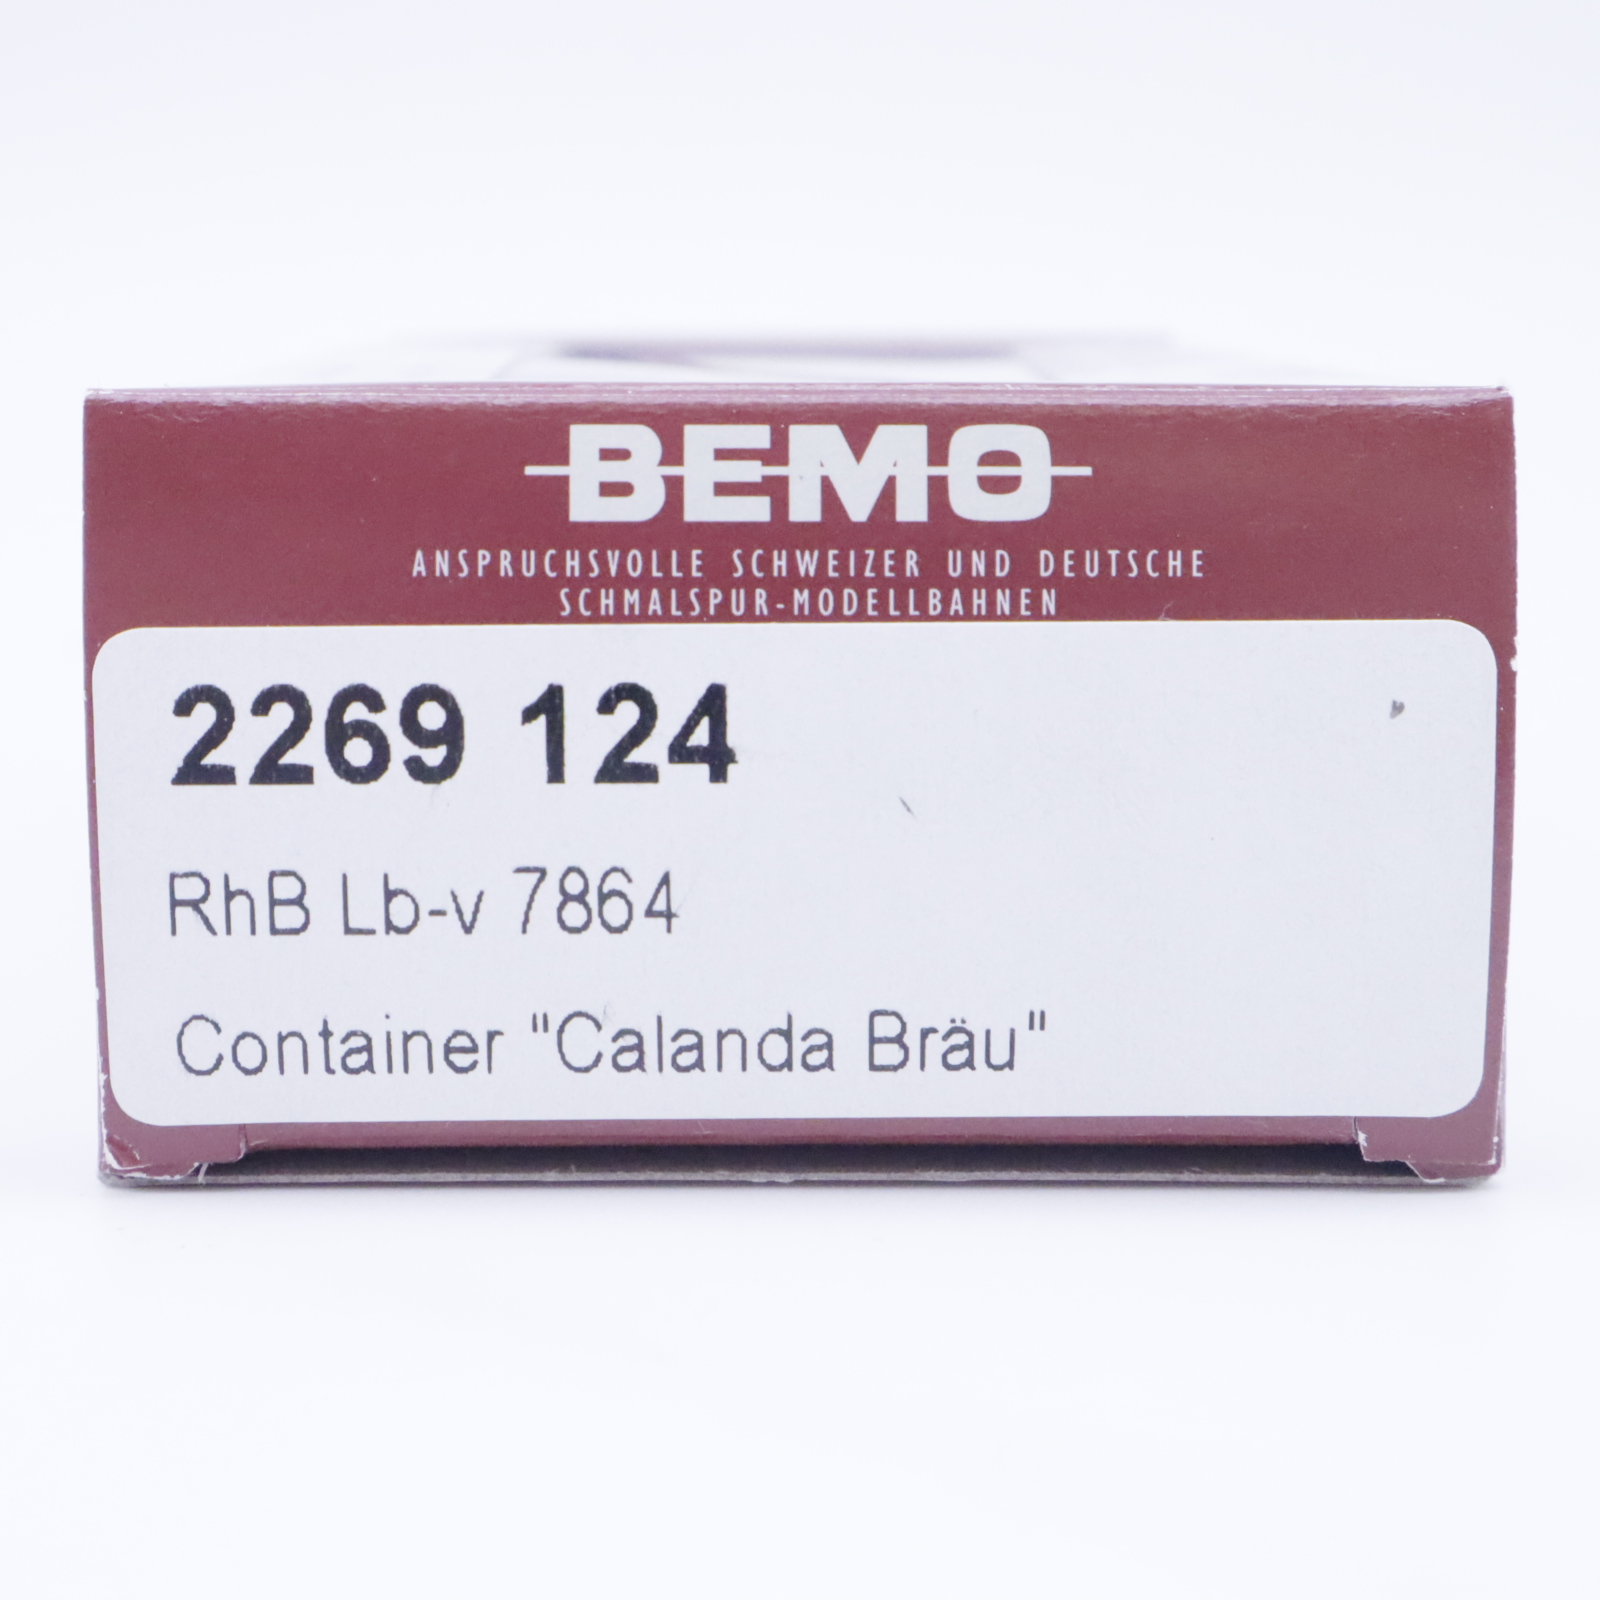 BEMO
ANSPRUCHSVOLLE SCHWEIZER UND DEUTSCHE
SCHMALSPUR-MODELLBAHNEN
2269 124
RhB Lb-v 7864
Container "Calanda Bräu"